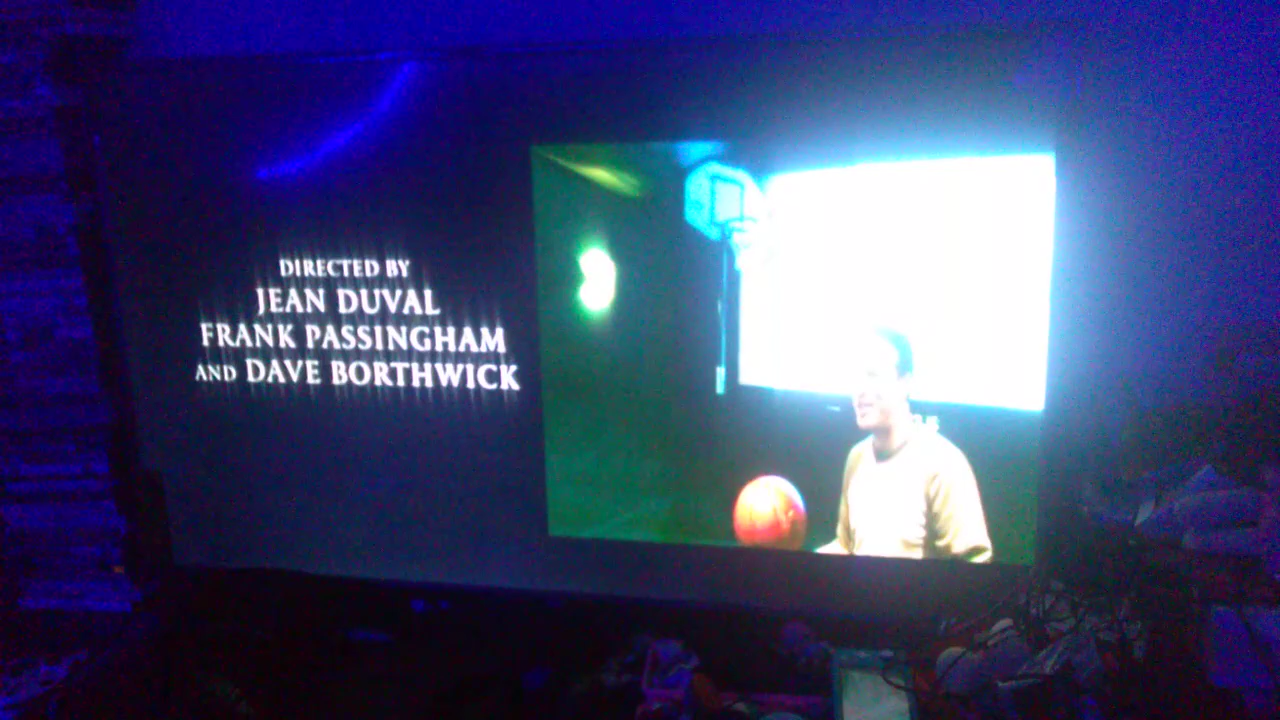 DIRECTED BY
JEAN DUVAL
FRANK PASSINGHAM
AND DAVE BORTHWICK